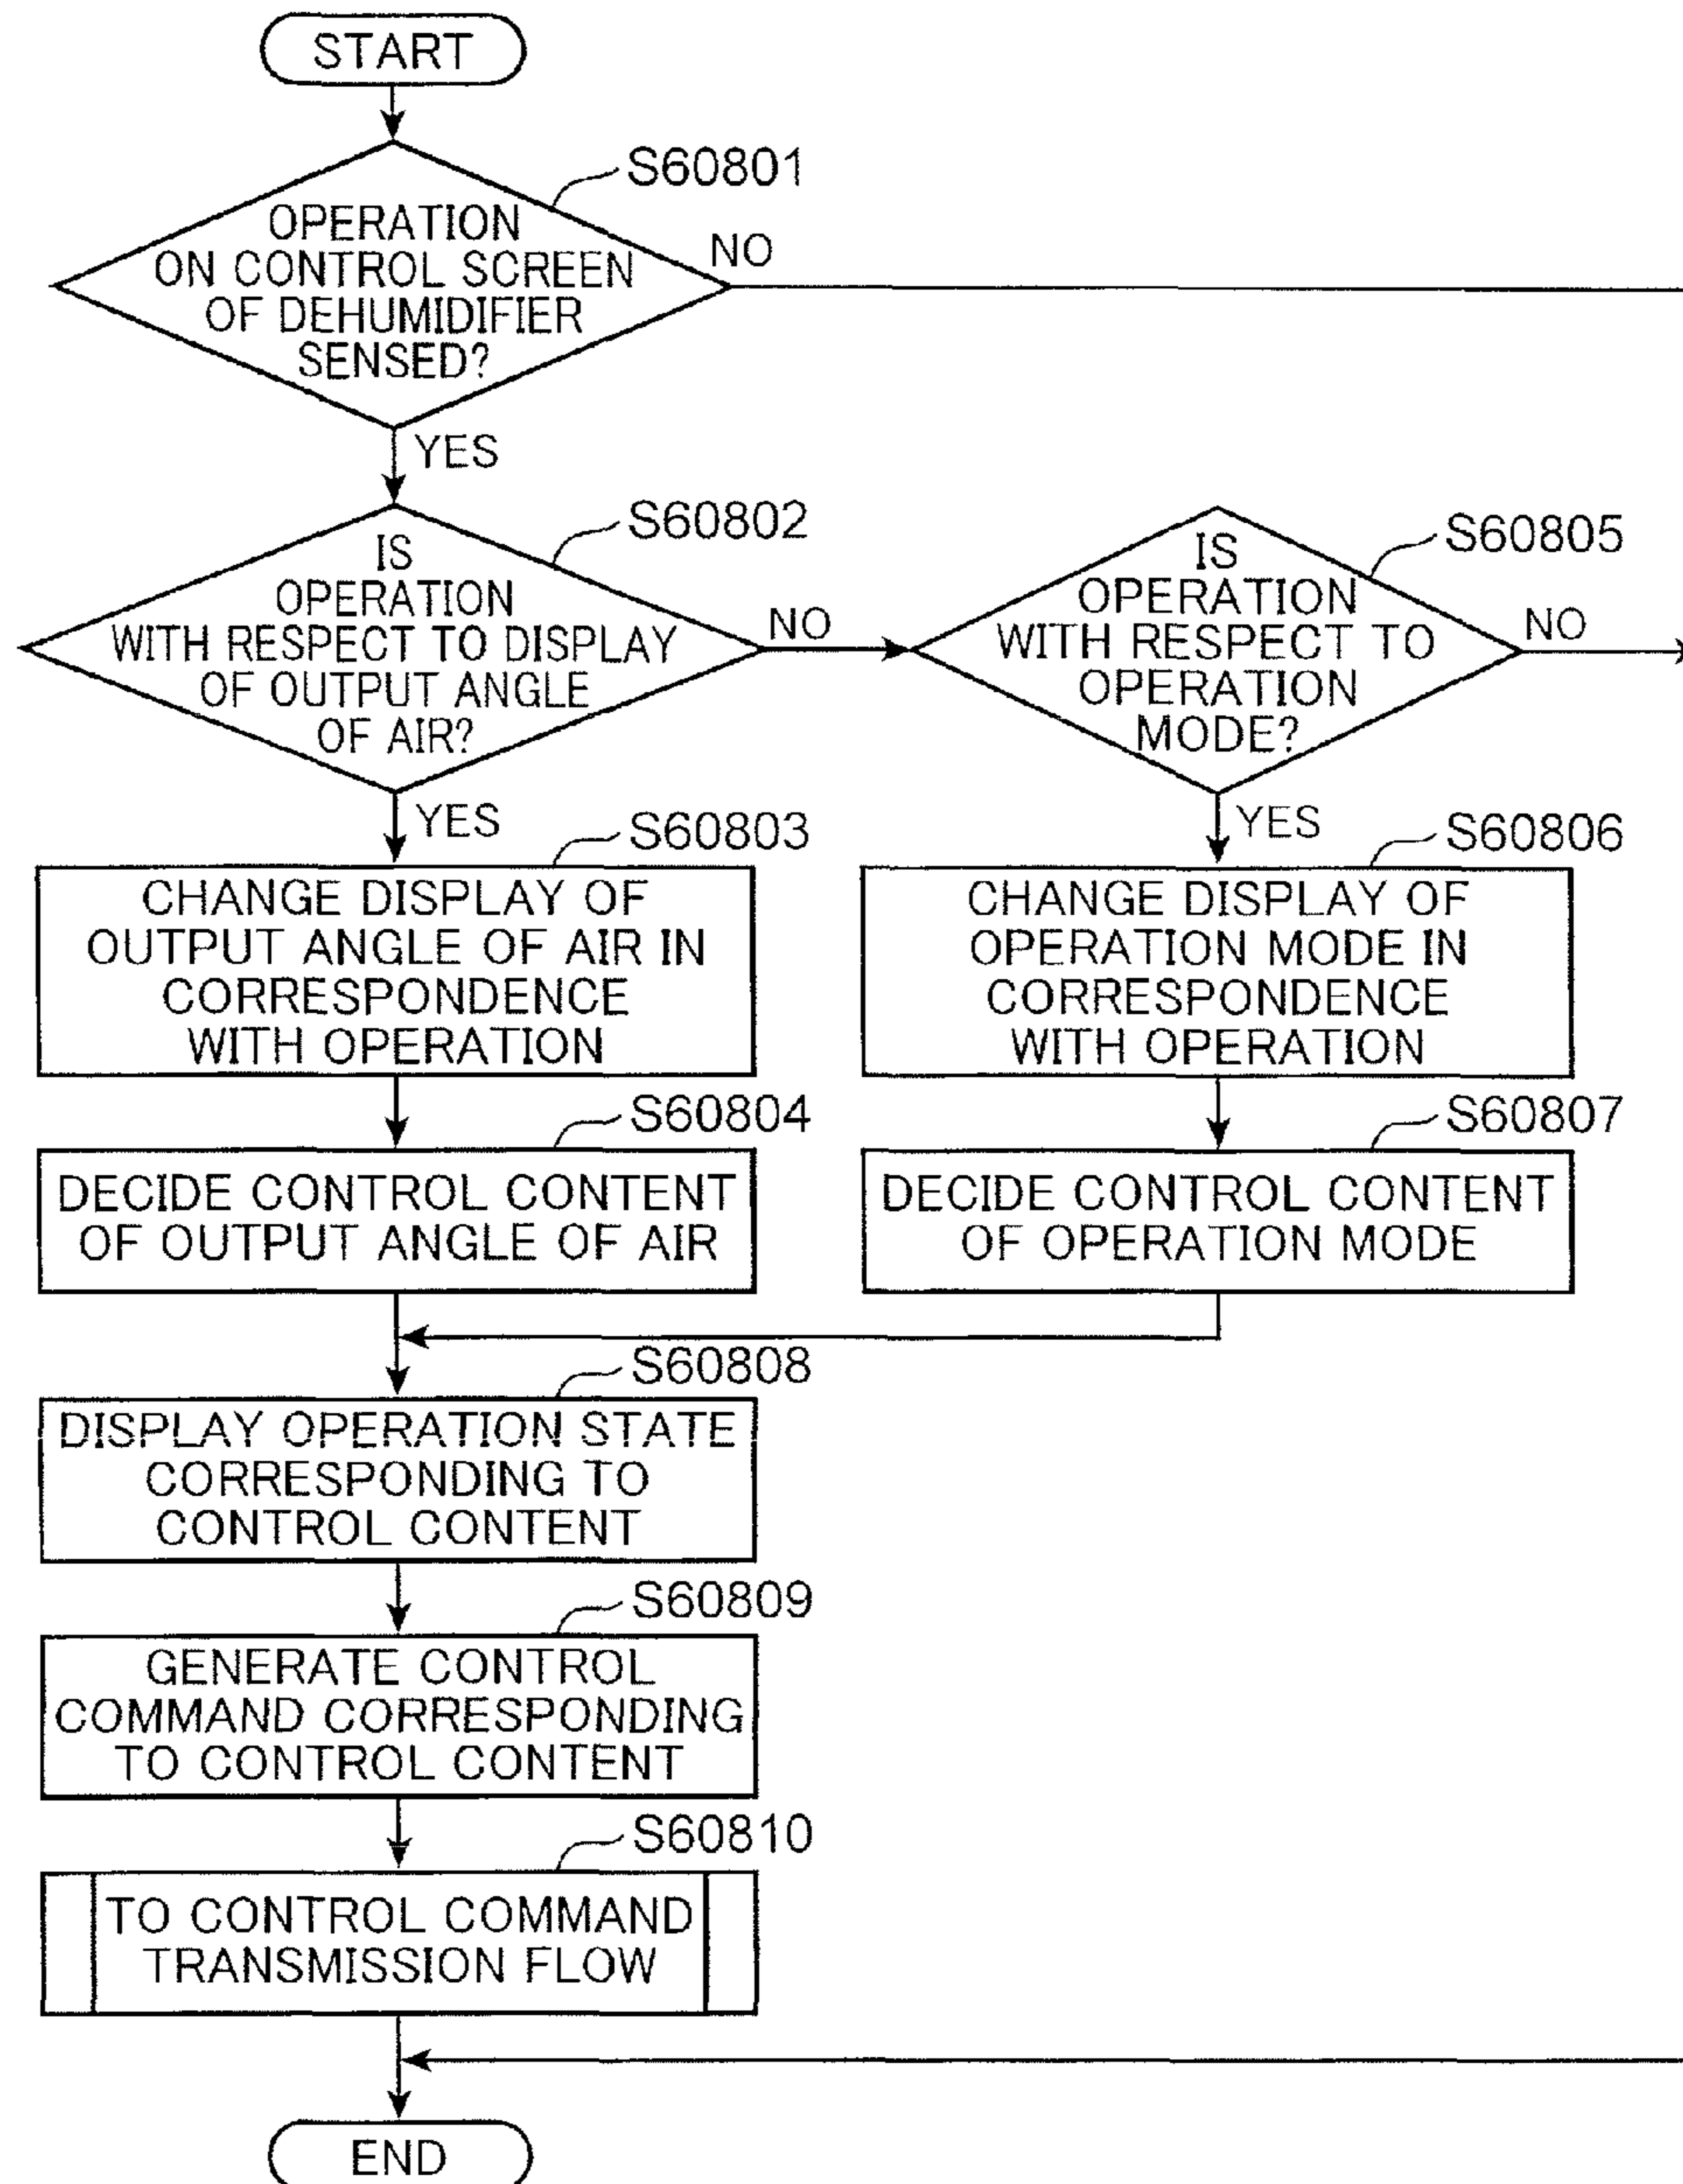 START
S60801
OPERATION
ON CONTROL SCREEN
OF DEHUMIDIFIER
SENSED?
NO
YES
S60802
IS
OPERATION
WITH RESPECT TO DISPLAY
OF OUTPUT ANGLE
OF AIR?
NO
S60805
IS
OPERATION
WITH RESPECT TO
OPERATION
MODE?
NO
YES
S60803
CHANGE DISPLAY OF
OUTPUT ANGLE OF AIR IN
CORRESPONDENCE
WITH OPERATION
YES
S60806
CHANGE DISPLAY OF
OPERATION MODE IN
CORRESPONDENCE
WITH OPERATION
S60804
DECIDE CONTROL CONTENT
OF OUTPUT ANGLE OF AIR
S60807
DECIDE CONTROL CONTENT
OF OPERATION MODE
S60808
DISPLAY OPERATION STATE
CORRESPONDING TO
CONTROL CONTENT
S60809
GENERATE CONTROL
COMMAND CORRESPONDING
TO CONTROL CONTENT
S60810
TO CONTROL COMMAND
TRANSMISSION FLOW
END